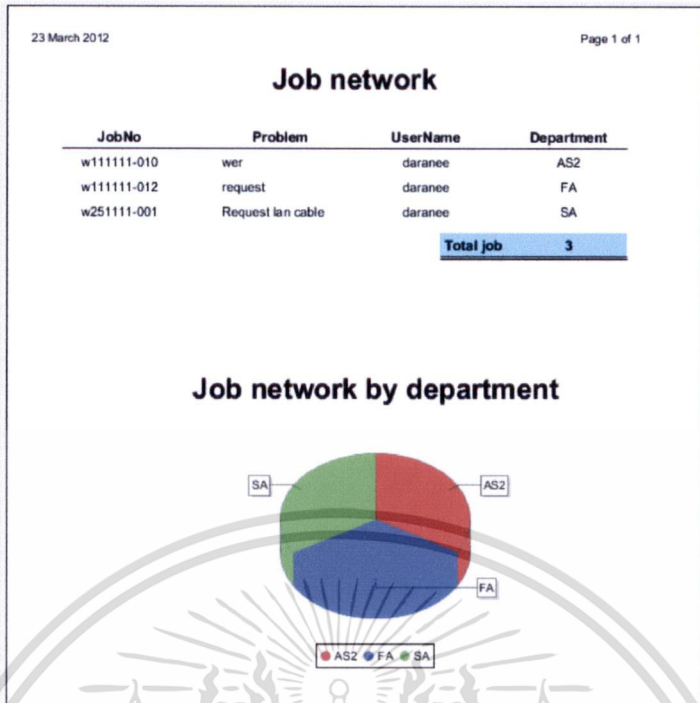 23 March 2012 Page 1 of 1
Job network
JobNo Problem UserName Department
w111111-010 wer daranee AS2
w111111-012 request daranee FA
w251111-001 Request lan cable daranee SA
Total job 3
Job network by department
SA AS2
FA
AS2 FA SA